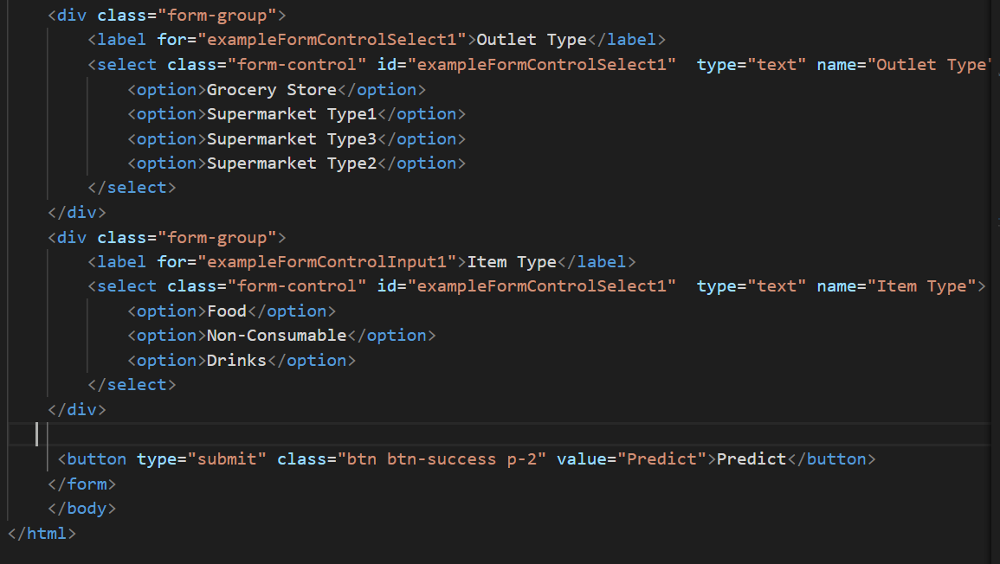 <div class="form-group">
<label for="exampleFormControlSelect1">Outlet Type</label>
<select class="form-control" id="exampleFormControlSelect1"  type="text" name="Outlet Type"
<option>Grocery Store</option>
<option>Supermarket Type1</option>
<option>Supermarket Type3</option>
<option>Supermarket Type2</option>
</select>
</div>
<div class="form-group">
<label for="exampleFormControlInput1">Item Type</label>
<select class="form-control" id="exampleFormControlSelect1"  type="text" name="Item Type">
<option>Food</option>
<option>Non-Consumable</option>
<option>Drinks</option>
</select>
</div>
<button type="submit" class="btn btn-success p-2" value="Predict">Predict</button>
</form>
</body>
</html>